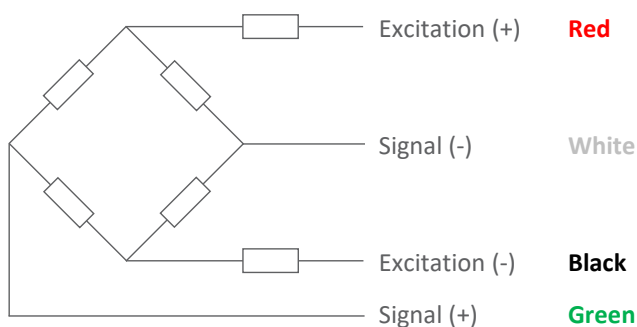 Excitation (+) Red
Signal (-) White
Excitation (-) Black
Signal (+) Green